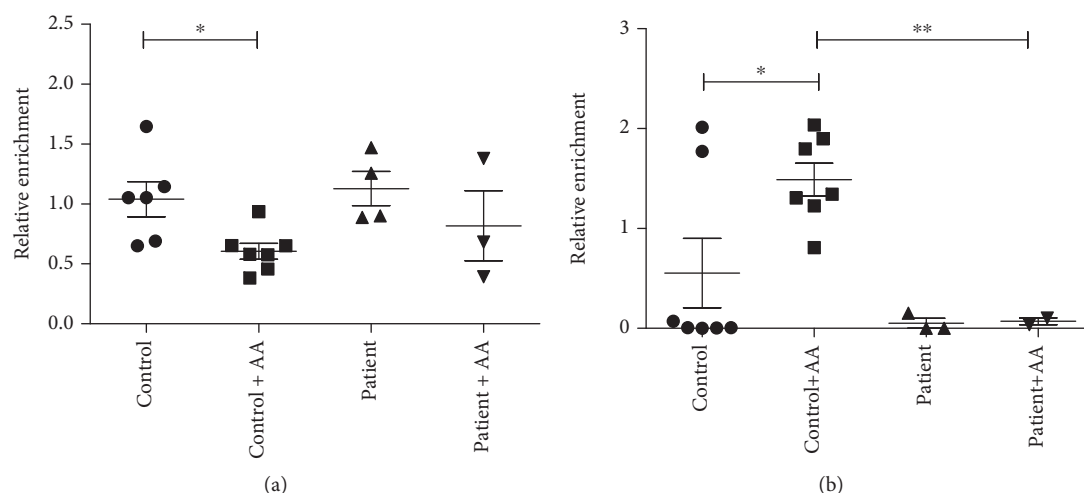 2.5
2.0
1.5
1.0
0.5
0.0
Relative enrichment
*
Control
Control + AA
Patient
Patient + AA
(a)
3
2
1
0
Relative enrichment
*
**
Control
Control+AA
Patient
Patient+AA
(b)